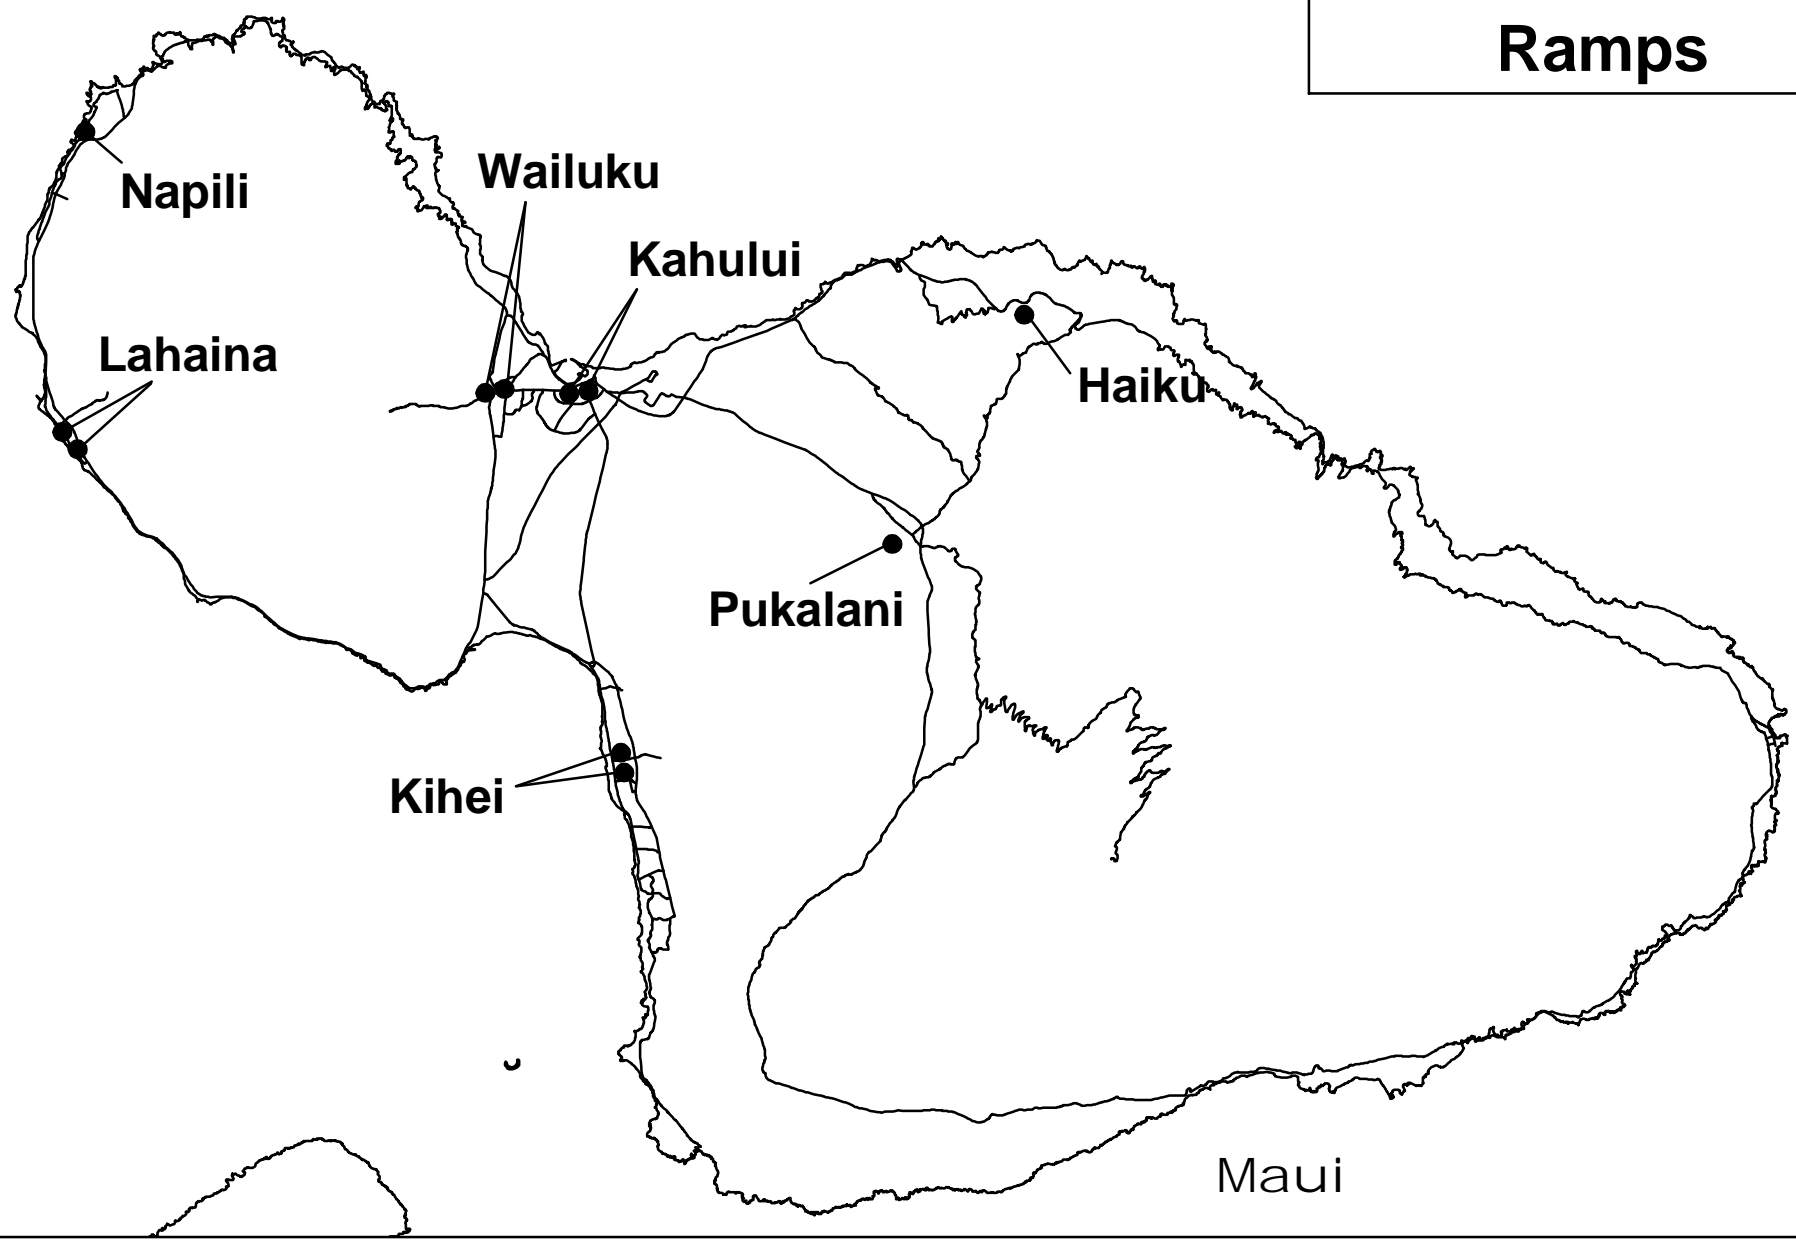 Ramps
Napili
Wailuku
Kahului
Lahaina
Haiku
Pukalani
Kihei
Maui